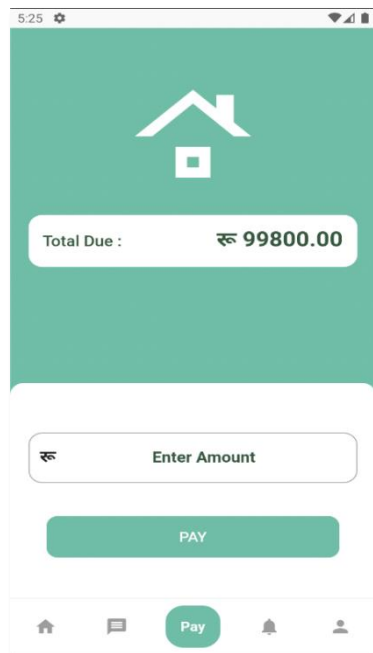 5:25
Total Due : रू 99800.00
रू Enter Amount
PAY
Pay